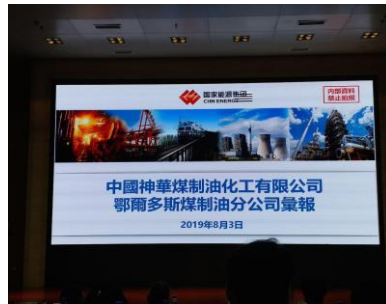 国家能源集团
CHN ENERGY
内部資料
禁止拍照
中國神華煤制油化工有限公司
鄂爾多斯煤制油分公司彙報
2019年8月3日